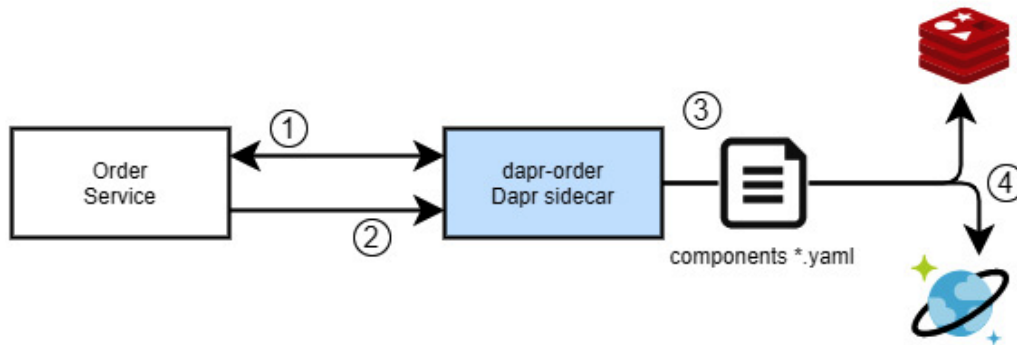 ①
②
③
④
Order
Service
dapr-order
Dapr sidecar
components *.yaml